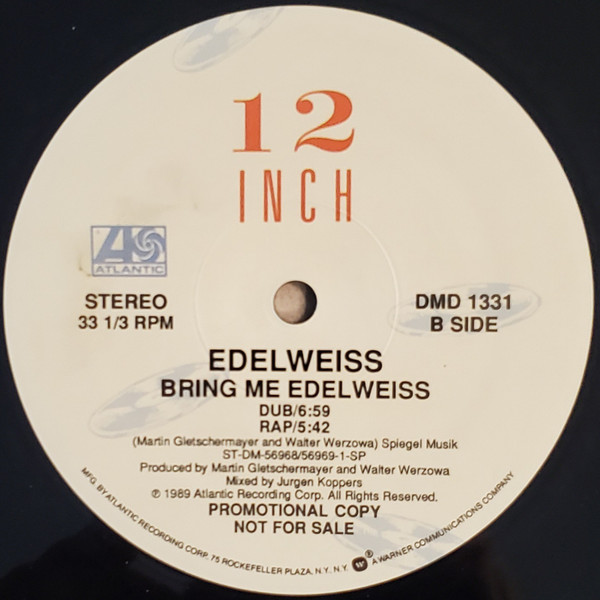 12
INCH
ATLANTIC
STEREO
33 1/3 RPM
DMD 1331
B SIDE
EDELWEISS
BRING ME EDELWEISS
DUB/6:59
RAP/5:42
(Martin Gletschermayer and Walter Werzowa) Spiegel Musik
ST-DM-56968/56969-1-SP
Produced by Martin Gletschermayer and Walter Werzowa
Mixed by Jurgen Koppers
℗ 1989 Atlantic Recording Corp. All Rights Reserved.
PROMOTIONAL COPY
NOT FOR SALE
MFG. BY ATLANTIC RECORDING CORP., 75 ROCKEFELLER PLAZA, N.Y. N.Y. W® A WARNER COMMUNICATIONS COMPANY